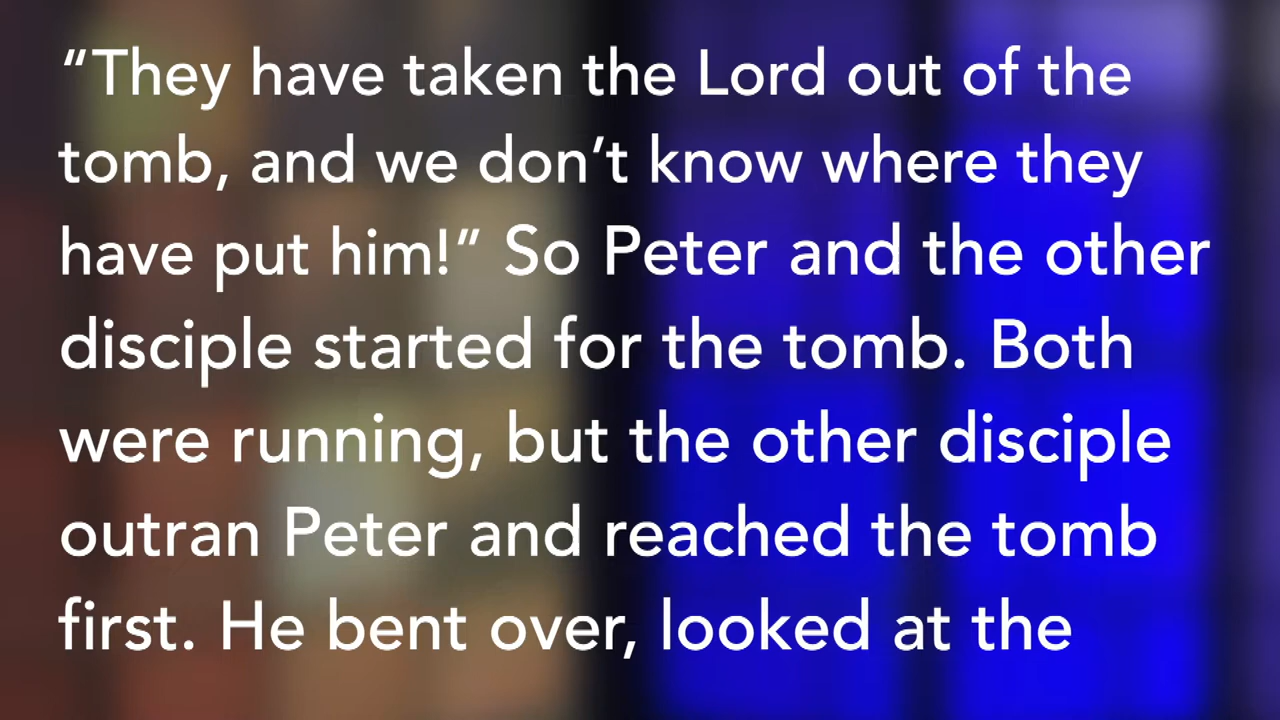 “They have taken the Lord out of the
tomb, and we don’t know where they
have put him!” So Peter and the other
disciple started for the tomb. Both
were running, but the other disciple
outran Peter and reached the tomb
first. He bent over, looked at the